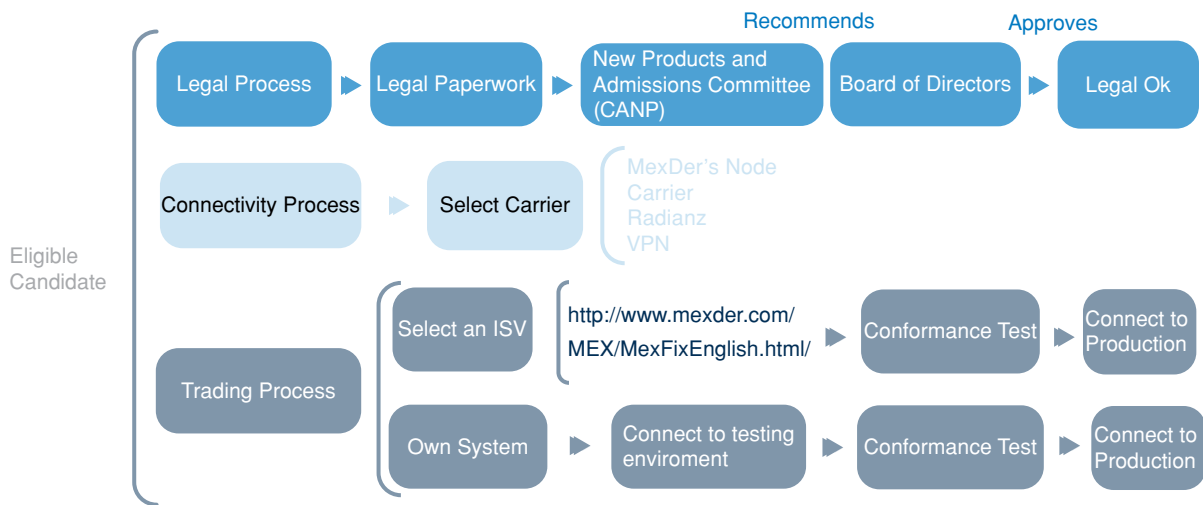 Recommends
Approves
Legal Process
Legal Paperwork
New Products and
Admissions Committee
(CANP)
Board of Directors
Legal Ok
Connectivity Process
Select Carrier
MexDer's Node
Carrier
Radianz
VPN
Eligible
Candidate
Trading Process
Select an ISV
http://www.mexder.com/
MEX/MexFixEnglish.html/
Conformance Test
Connect to
Production
Own System
Connect to testing
enviroment
Conformance Test
Connect to
Production